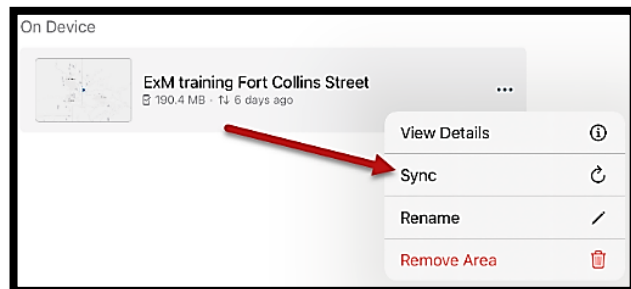 On Device
ExM training Fort Collins Street
190.4 MB · ↑↓ 6 days ago
...
View Details
Sync
Rename
Remove Area